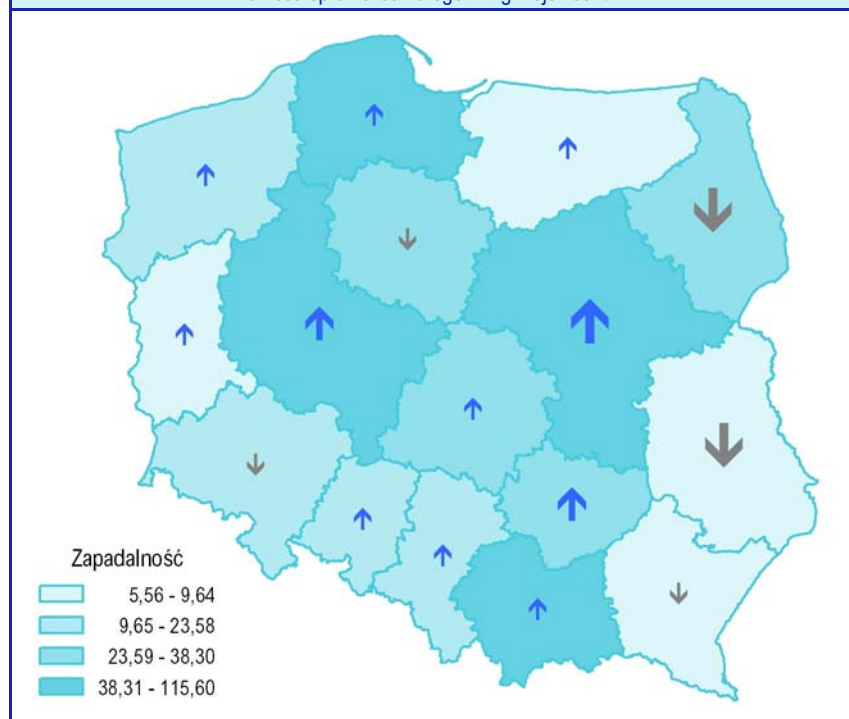 Zapadalność
5,56 - 9,64
9,65 - 23,58
23,59 - 38,30
38,31 - 115,60